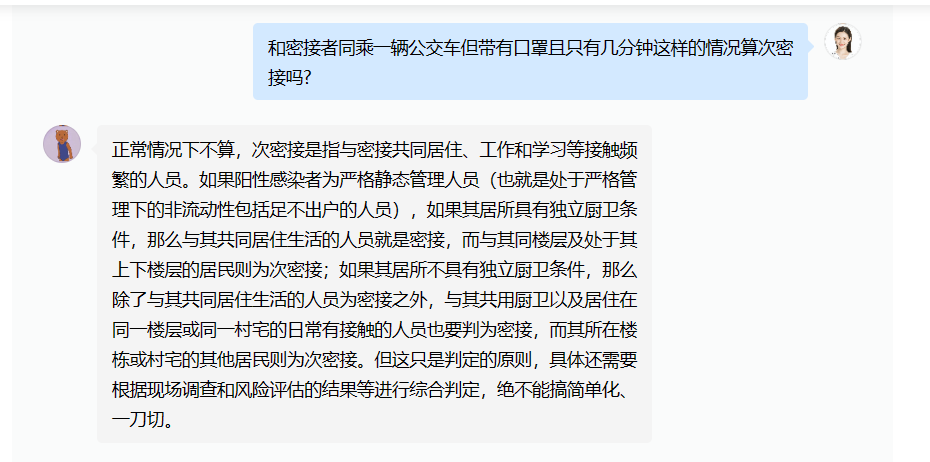 和密接者同乘一辆公交车但带有口罩且只有几分钟这样的情况算次密
接吗?
正常情况下不算，次密接是指与密接共同居住、工作和学习等接触频
繁的人员。如果阳性感染者为严格静态管理人员（也就是处于严格管
理下的非流动性包括足不出户的人员），如果其居所具有独立厨卫条
件，那么与其共同居住生活的人员就是密接，而与其同楼层及处于其
上下楼层的居民则为次密接；如果其居所不具有独立厨卫条件，那么
除了与其共同居住生活的人员为密接之外，与其共用厨卫以及居住在
同一楼层或同一村宅的日常有接触的人员也要判为密接，而其所在楼
栋或村宅的其他居民则为次密接。但这只是判定的原则，具体还需要
根据现场调查和风险评估的结果等进行综合判定，绝不能搞简单化、
一刀切。